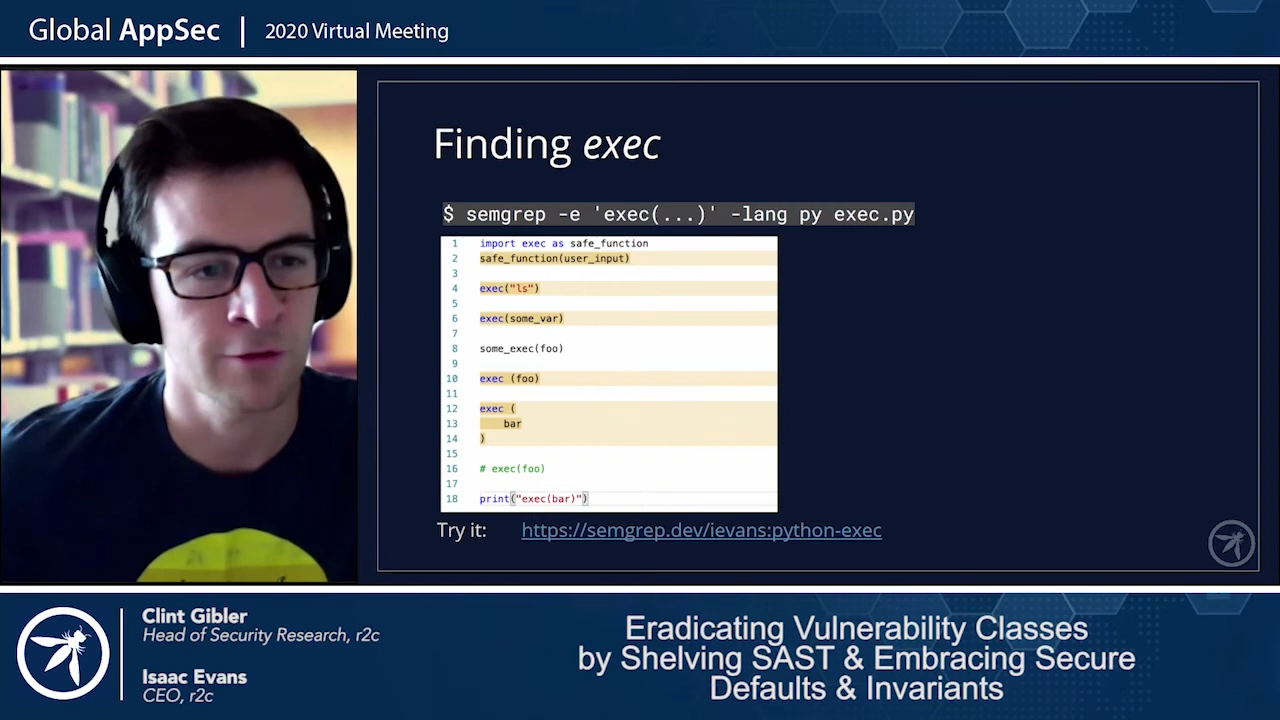 Global AppSec | 2020 Virtual Meeting
Finding exec
$ semgrep -e 'exec(...)' -lang py exec.py
1 import exec as safe_function
2 safe_function(user_input)
3
4 exec("ls")
5
6 exec(some_var)
7
8 some_exec(foo)
9
10 exec (foo)
11
12 exec (
13 bar
14 )
15
16 # exec(foo)
17
18 print("exec(bar)")
Try it: https://semgrep.dev/ievans:python-exec
Clint Gibler
Head of Security Research, r2c
Isaac Evans
CEO, r2c
Eradicating Vulnerability Classes
by Shelving SAST & Embracing Secure
Defaults & Invariants